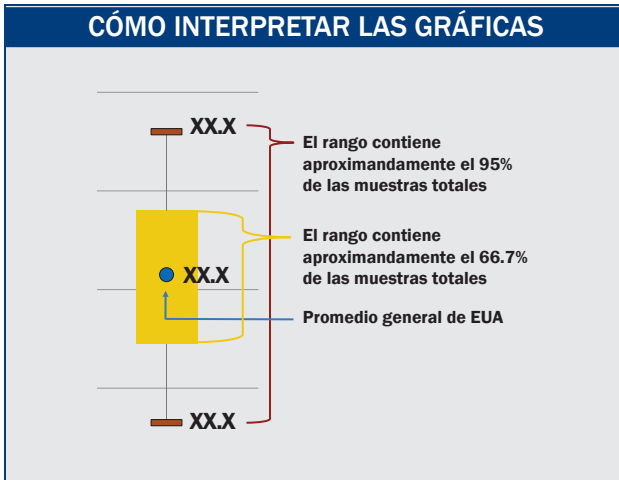 CÓMO INTERPRETAR LAS GRÁFICAS
XX.X
El rango contiene
aproximandamente el 95%
de las muestras totales
El rango contiene
aproximandamente el 66.7%
de las muestras totales
XX.X
Promedio general de EUA
XX.X